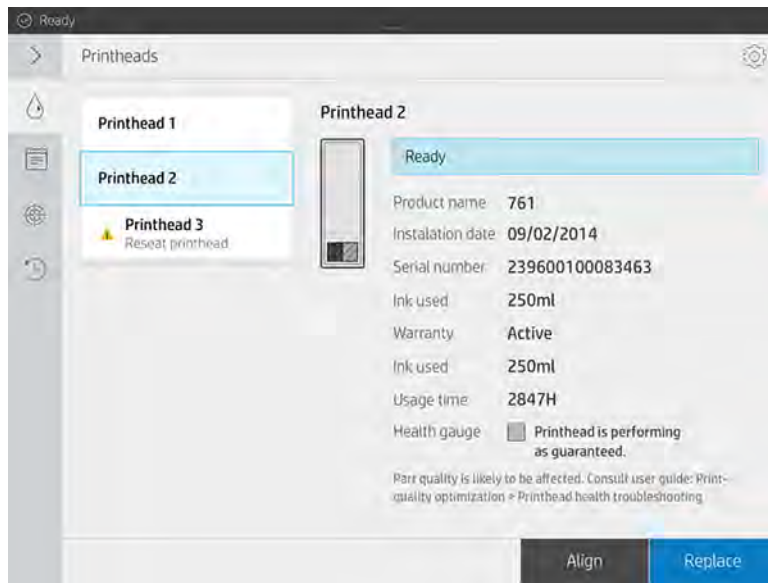 Ready
Printheads
Printhead 1
Printhead 2
Printhead 3
Reseat printhead
Printhead 2
Ready
Product name 761
Instalation date 09/02/2014
Serial number 239600100083463
Ink used 250ml
Warranty Active
Ink used 250ml
Usage time 2847H
Health gauge Printhead is performing
as guaranteed.
Parr quality is likely to be affected. Consult user guide: Print-
quality optimization > Printhead health troubleshooting
Align Replace